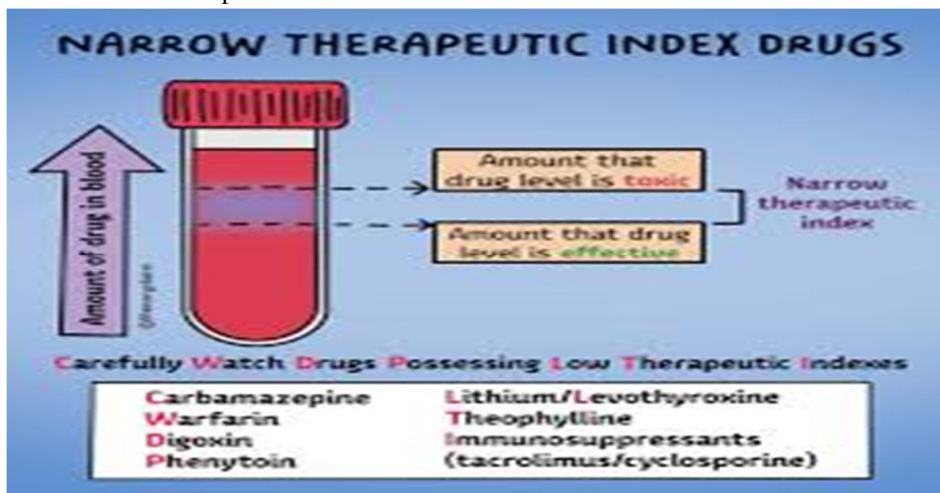 NARROW THERAPEUTIC INDEX DRUGS
Amount of drug in blood
Amount that
drug level is toxic
Amount that drug
level is effective
Narrow
therapeutic
index
Carefully Watch Drugs Possessing Low Therapeutic Indexes
Carbamazepine
Warfarin
Digoxin
Phenytoin
Lithium/Levothyroxine
Theophylline
Immunosuppressants
(tacrolimus/cyclosporine)